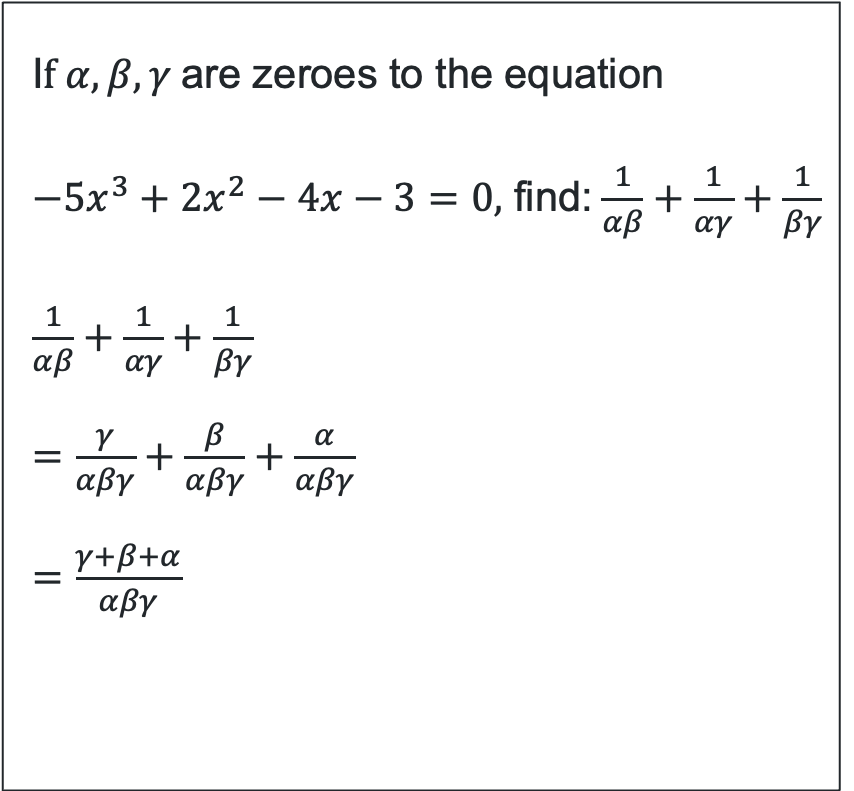 If α, β, γ are zeroes to the equation
−5x³ + 2x² − 4x − 3 = 0, find: 1/αβ + 1/αγ + 1/βγ
1/αβ + 1/αγ + 1/βγ
= γ/αβγ + β/αβγ + α/αβγ
= γ+β+α/αβγ